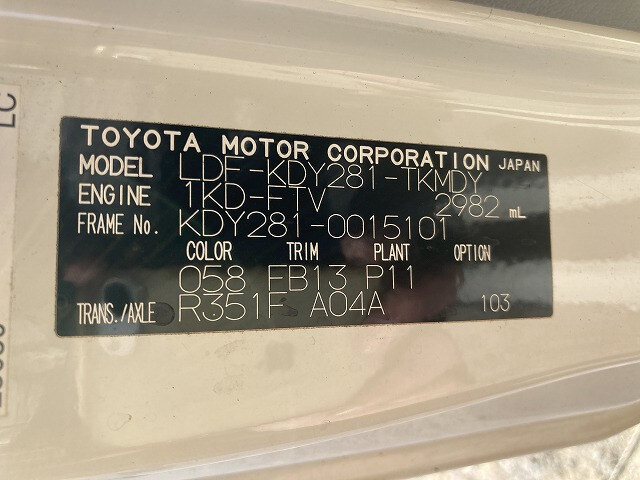 LC
TOYOTA MOTOR CORPORATION JAPAN
MODEL LDF-KDY281-TKMDY
ENGINE 1KD-FTV 2982 mL
FRAME No. KDY281-0015101
COLOR TRIM PLANT OPTION
058 FB13 P11
TRANS./AXLE R351F A04A 103